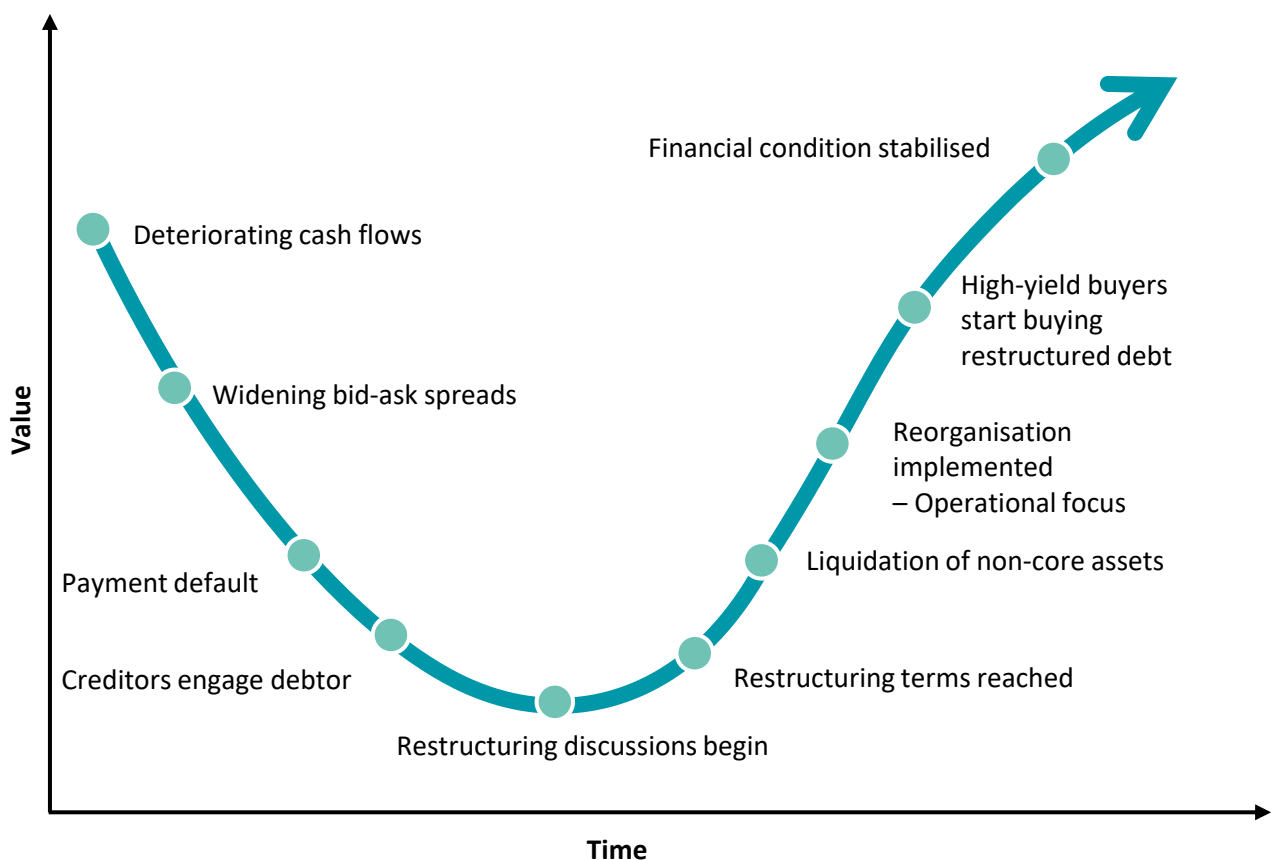 Financial condition stabilised
Deteriorating cash flows
High-yield buyers
start buying
restructured debt
Widening bid-ask spreads
Value
Reorganisation
implemented
– Operational focus
Liquidation of non-core assets
Payment default
Creditors engage debtor
Restructuring terms reached
Restructuring discussions begin
Time